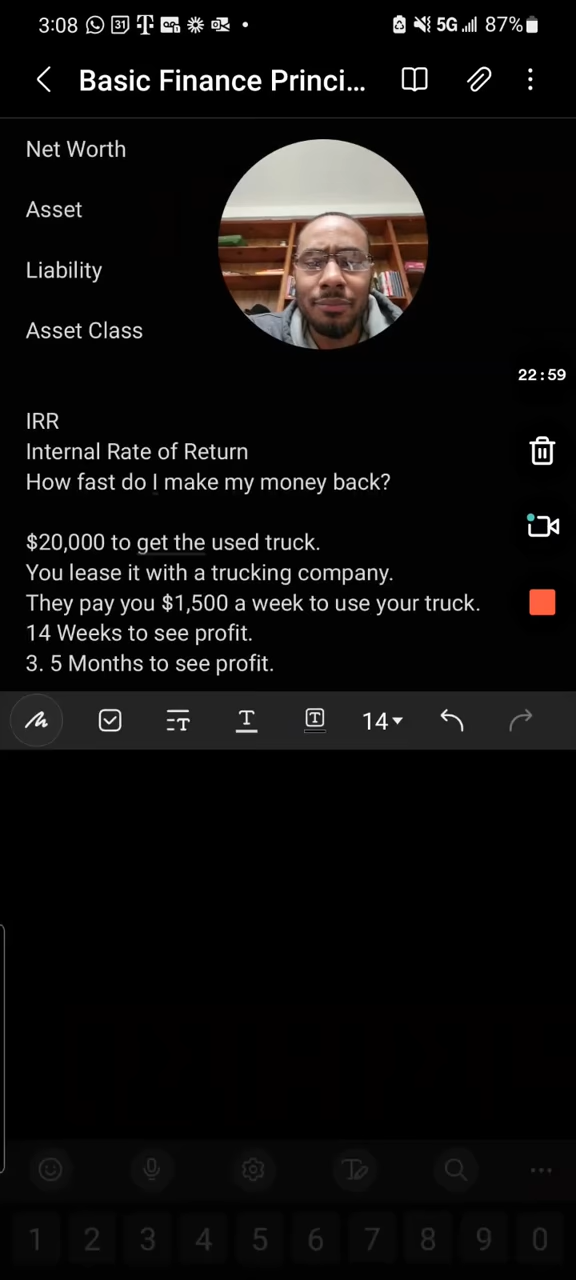 3:08
31
5G
87%
Basic Finance Princi...
Net Worth
Asset
Liability
Asset Class
22:59
IRR
Internal Rate of Return
How fast do I make my money back?
$20,000 to get the used truck.
You lease it with a trucking company.
They pay you $1,500 a week to use your truck.
14 Weeks to see profit.
3. 5 Months to see profit.
T
T
14
1 2 3 4 5 6 7 8 9 0